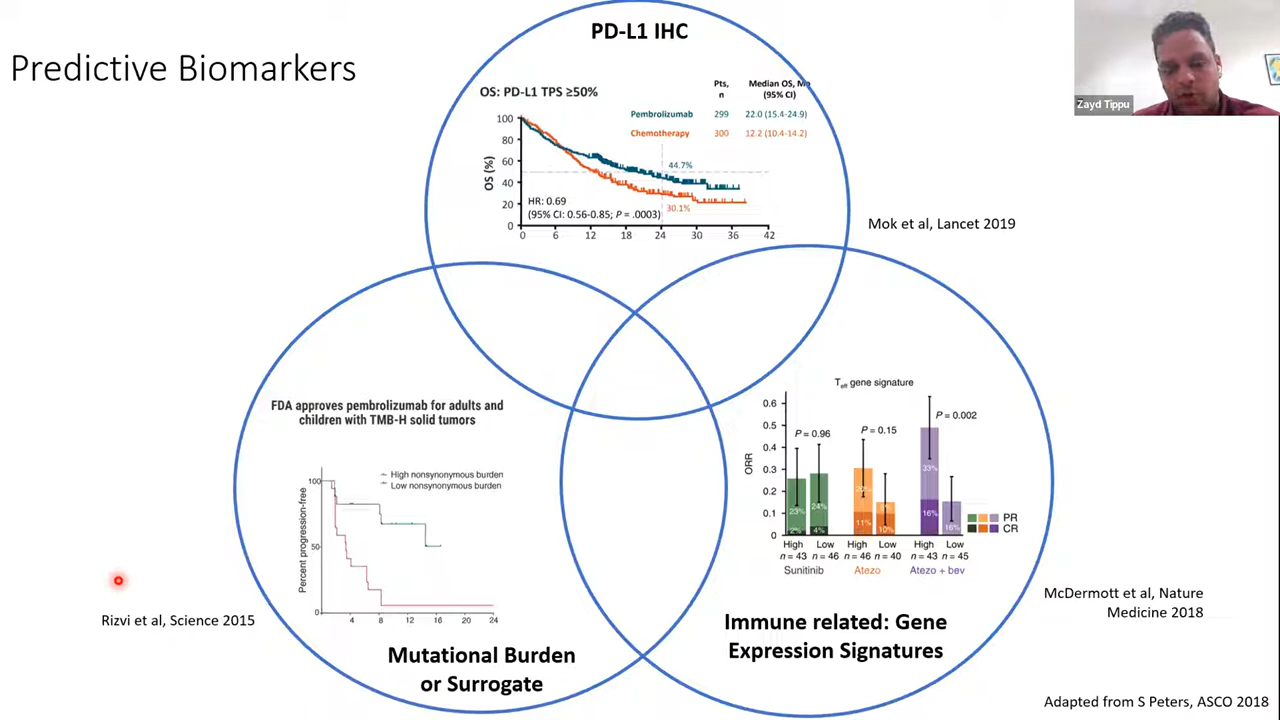 Predictive Biomarkers
PD-L1 IHC
OS: PD-L1 TPS ≥50%
Pts,
n
Median OS,
(95% CI)
Pembrolizumab 299 22.0 (15.4-24.9)
Chemotherapy 300 12.2 (10.4-14.2)
OS (%)
100
80
60
40
20
0
44.7%
30.1%
HR: 0.69
(95% CI: 0.56-0.85; P = .0003)
0 6 12 18 24 30 36 42
Zayd Tippu
Mok et al, Lancet 2019
FDA approves pembrolizumab for adults and
children with TMB-H solid tumors
High nonsynonymous burden
Low nonsynonymous burden
Percent progression-free
100
50
0
4 8 12 16 20 24
Rizvi et al, Science 2015
Mutational Burden
or Surrogate
Teff gene signature
ORR
0.6
0.5
0.4
0.3
0.2
0.1
0
P = 0.96
P = 0.15
P = 0.002
23%
24%
4%
11%
10%
33%
16%
16%
PR
CR
High Low High Low High Low
n = 43 n = 46 n = 46 n = 40 n = 43 n = 45
Sunitinib Atezo Atezo + bev
Immune related: Gene
Expression Signatures
McDermott et al, Nature
Medicine 2018
Adapted from S Peters, ASCO 2018